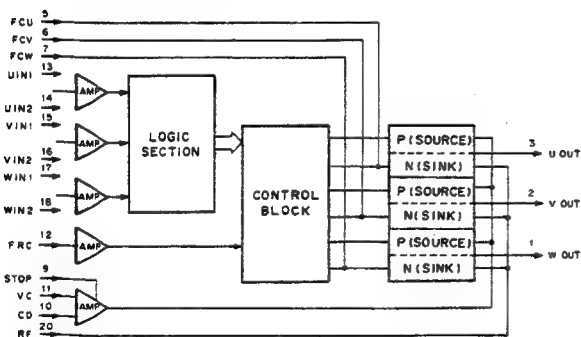 FCU 5
FCV 6
FCW 7
UIN1 13
AMP
UIN2 14
VIN1 15
AMP
VIN2 16
WIN1 17
AMP
WIN2 18
FRC 12
AMP
STOP 9
VC 11
AMP
CD 10
RF 20
LOGIC
SECTION
CONTROL
BLOCK
P(SOURCE)
N(SINK)
P(SOURCE)
N(SINK)
P(SOURCE)
N(SINK)
3
U OUT
2
V OUT
1
W OUT